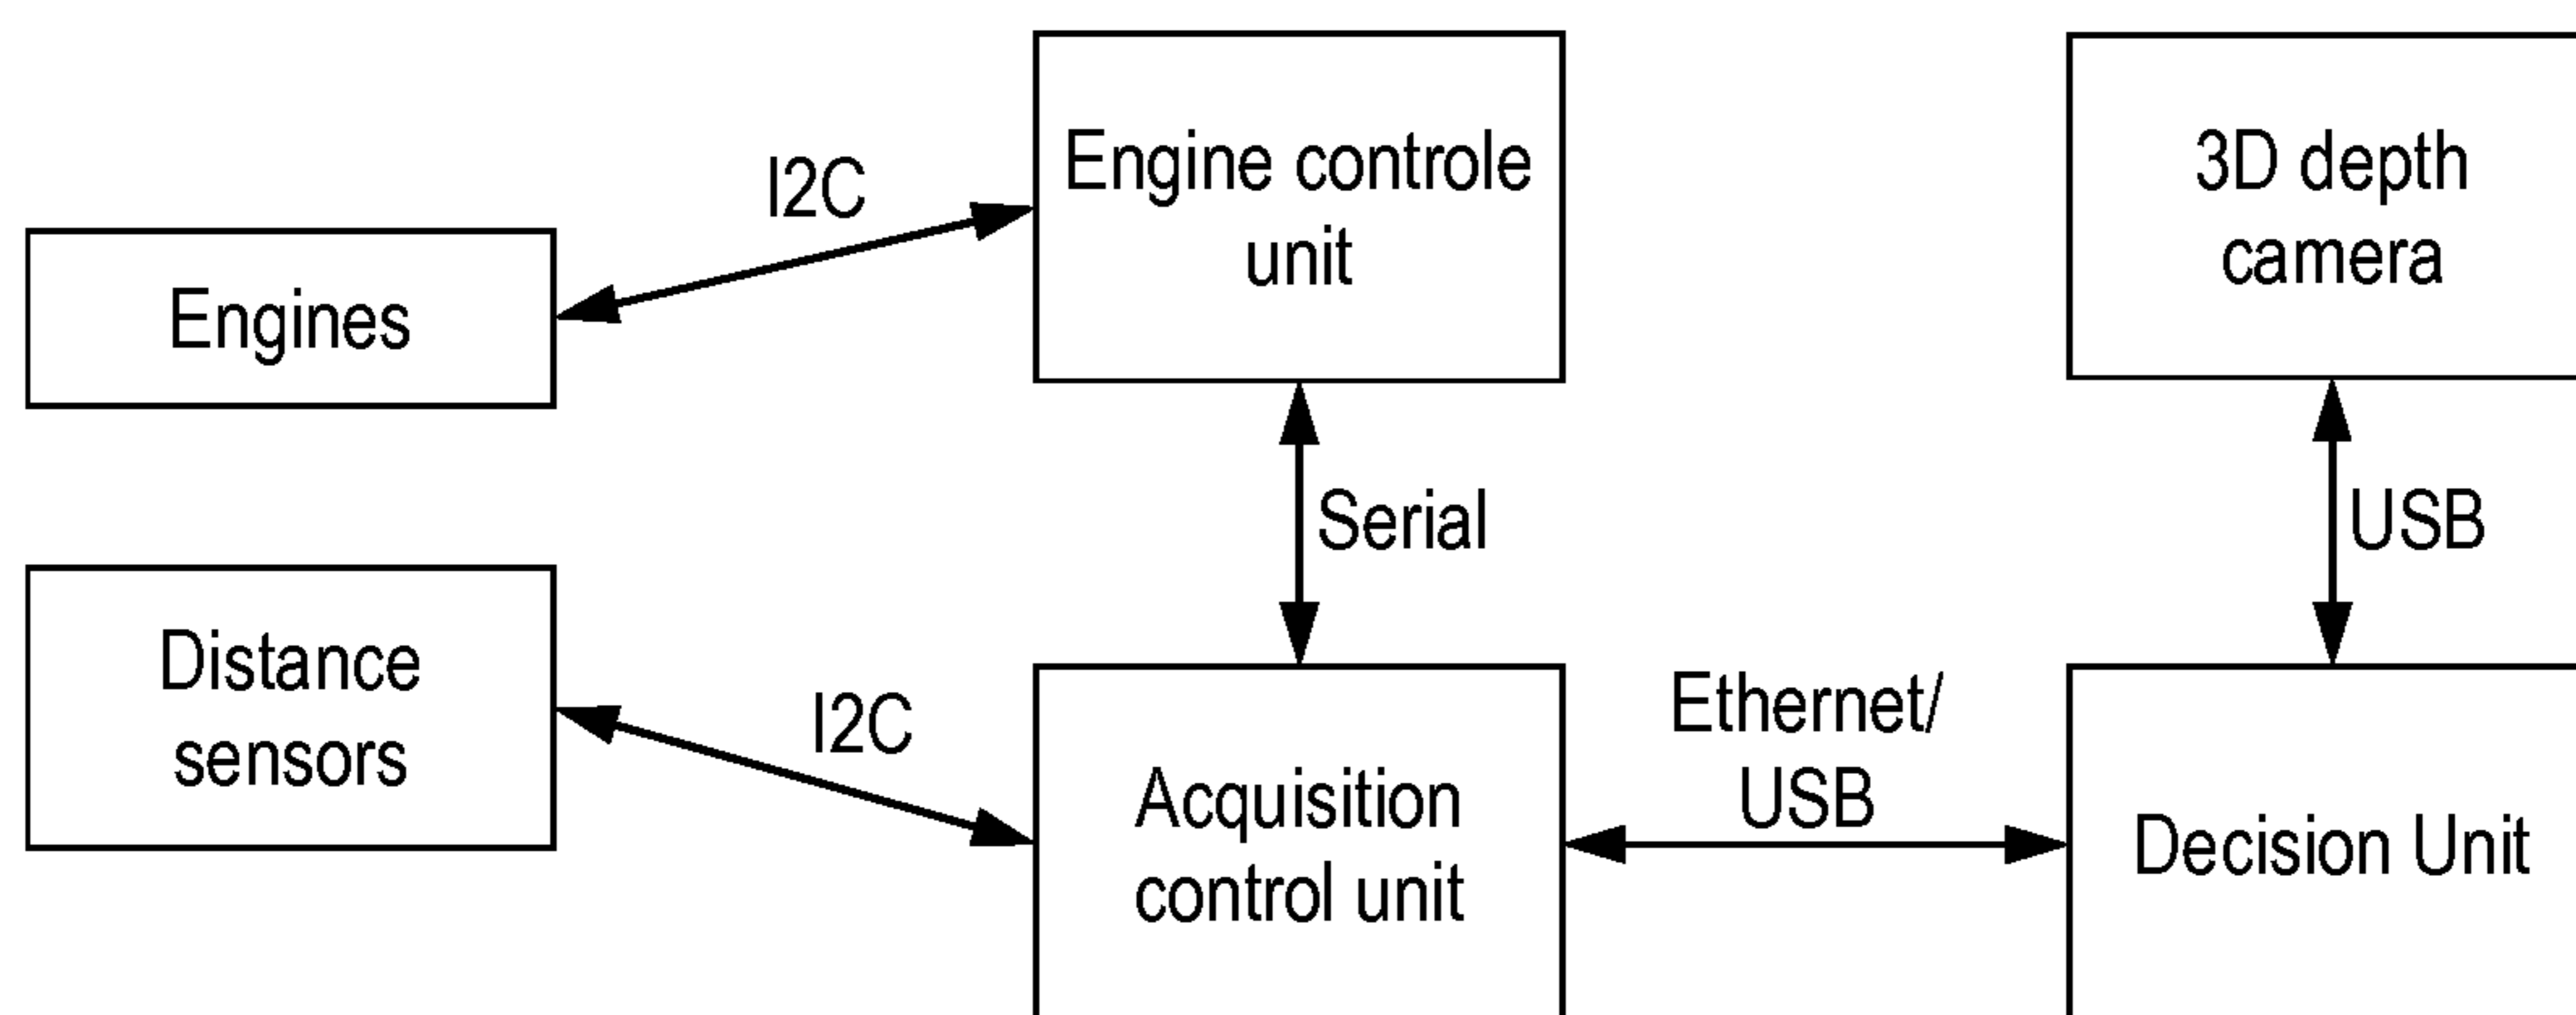 I2C
Engine controle
unit
3D depth
camera
Engines
Serial
USB
Distance
sensors
I2C
Ethernet/
USB
Acquisition
control unit
Decision Unit